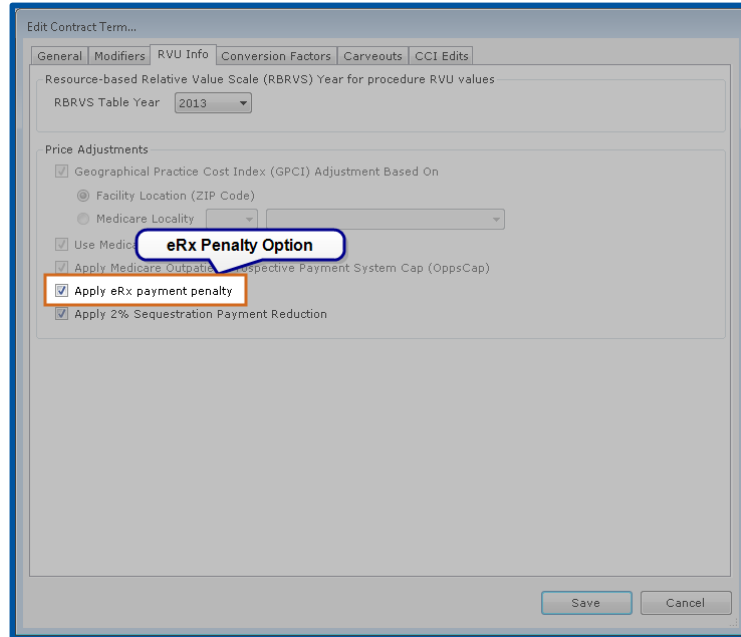 Edit Contract Term...
General Modifiers RVU Info Conversion Factors Carveouts CCI Edits
Resource-based Relative Value Scale (RBRVS) Year for procedure RVU values
RBRVS Table Year 2013
Price Adjustments
Geographical Practice Cost Index (GPCI) Adjustment Based On
Facility Location (ZIP Code)
Medicare Locality
Use Medic
eRx Penalty Option
Apply Medicare Outpatie rospective Payment System Cap (OppsCap)
Apply eRx payment penalty
Apply 2% Sequestration Payment Reduction
Save Cancel